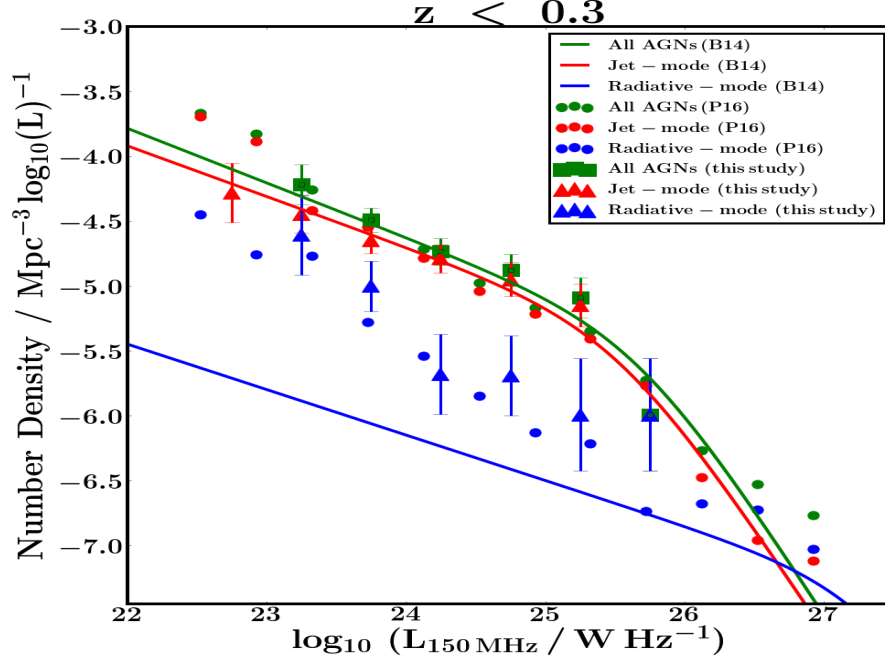 z < 0.3
−3.0
−3.5
−4.0
−4.5
−5.0
−5.5
−6.0
−6.5
−7.0
Number Density / Mpc⁻³ log₁₀(L)⁻¹
All AGNs (B14)
Jet − mode (B14)
Radiative − mode (B14)
All AGNs (P16)
Jet − mode (P16)
Radiative − mode (P16)
All AGNs (this study)
Jet − mode (this study)
Radiative − mode (this study)
22 23 24 25 26 27
log₁₀ (L₁₅₀ MHz / W Hz⁻¹)